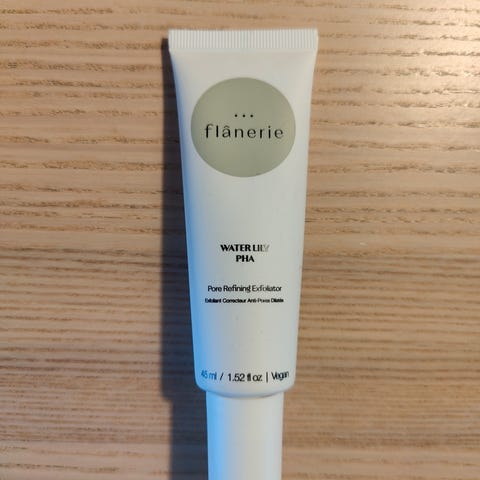 flânerie
WATER LILY
PHA
Pore Refining Exfoliator
Exfoliant Correcteur Anti-Pores Dilatés
45 ml / 1.52 fl oz | Vegan